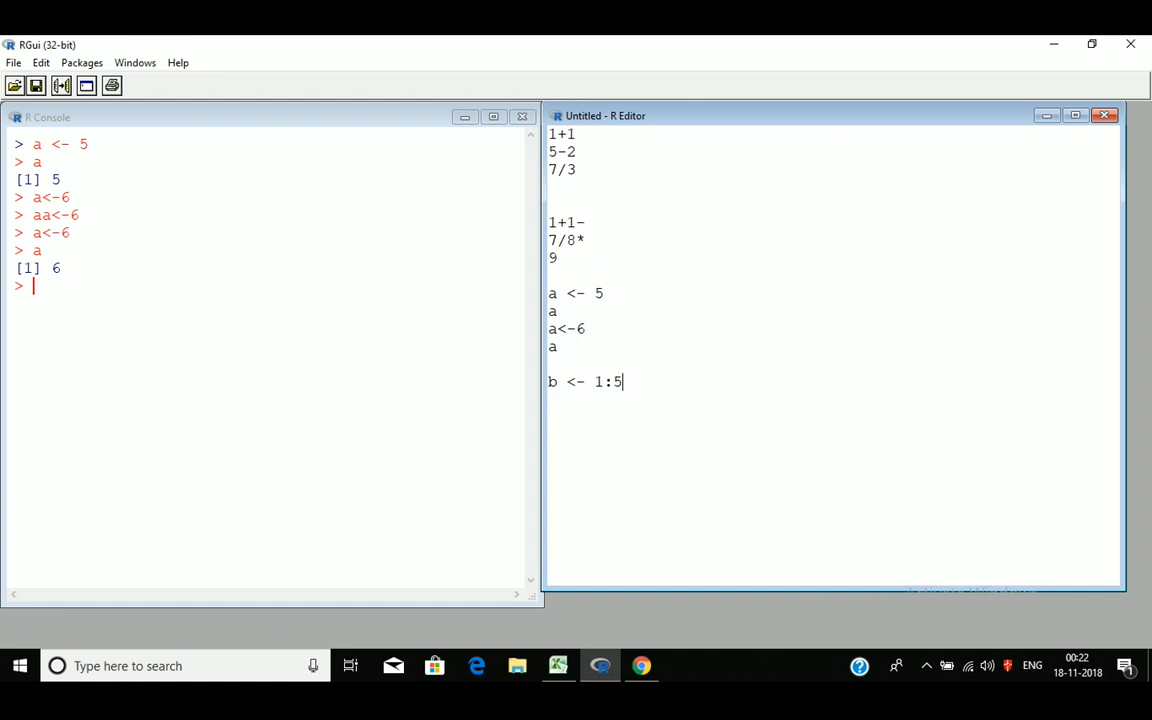 RGui (32-bit)
File Edit Packages Windows Help
R Console
> a <- 5
> a
[1] 5
> a<-6
> aa<-6
> a<-6
> a
[1] 6
>
Untitled - R Editor
1+1
5-2
7/3
1+1-
7/8*
9
a <- 5
a
a<-6
a
b <- 1:5
Type here to search
ENG
00:22
18-11-2018
1